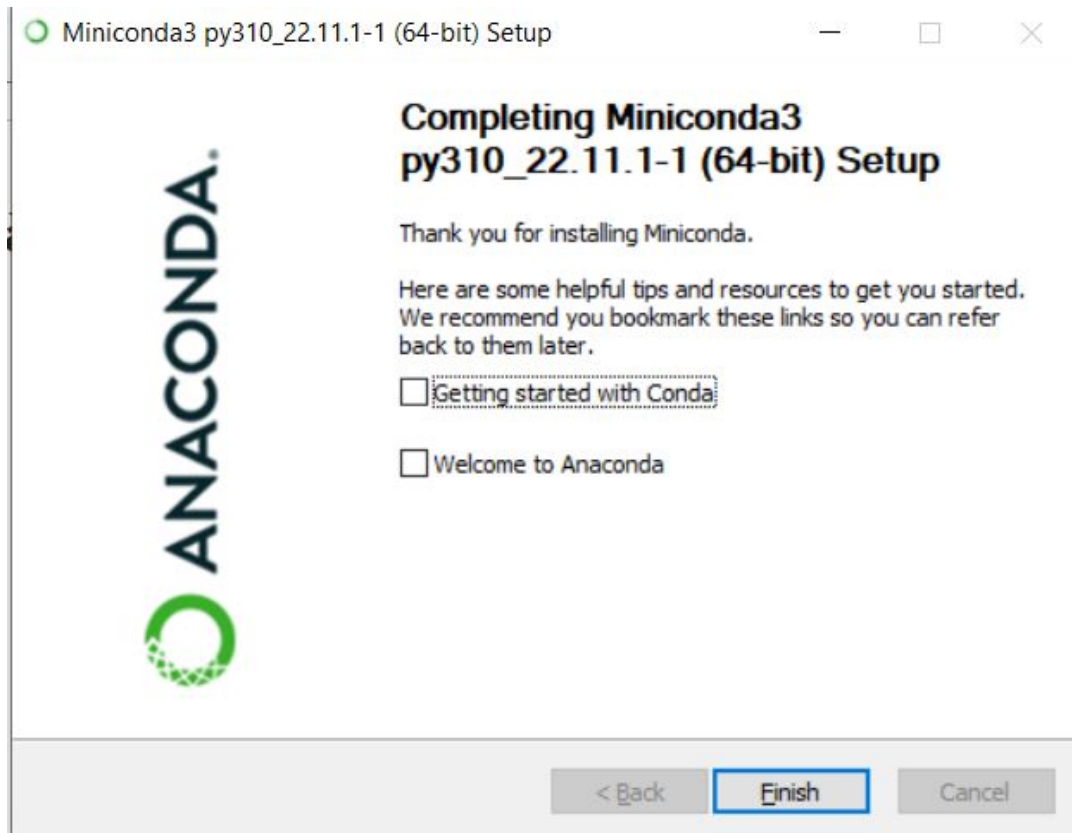 Miniconda3 py310_22.11.1-1 (64-bit) Setup
ANACONDA.
Completing Miniconda3
py310_22.11.1-1 (64-bit) Setup
Thank you for installing Miniconda.
Here are some helpful tips and resources to get you started.
We recommend you bookmark these links so you can refer
back to them later.
Getting started with Conda
Welcome to Anaconda
< Back
Finish
Cancel